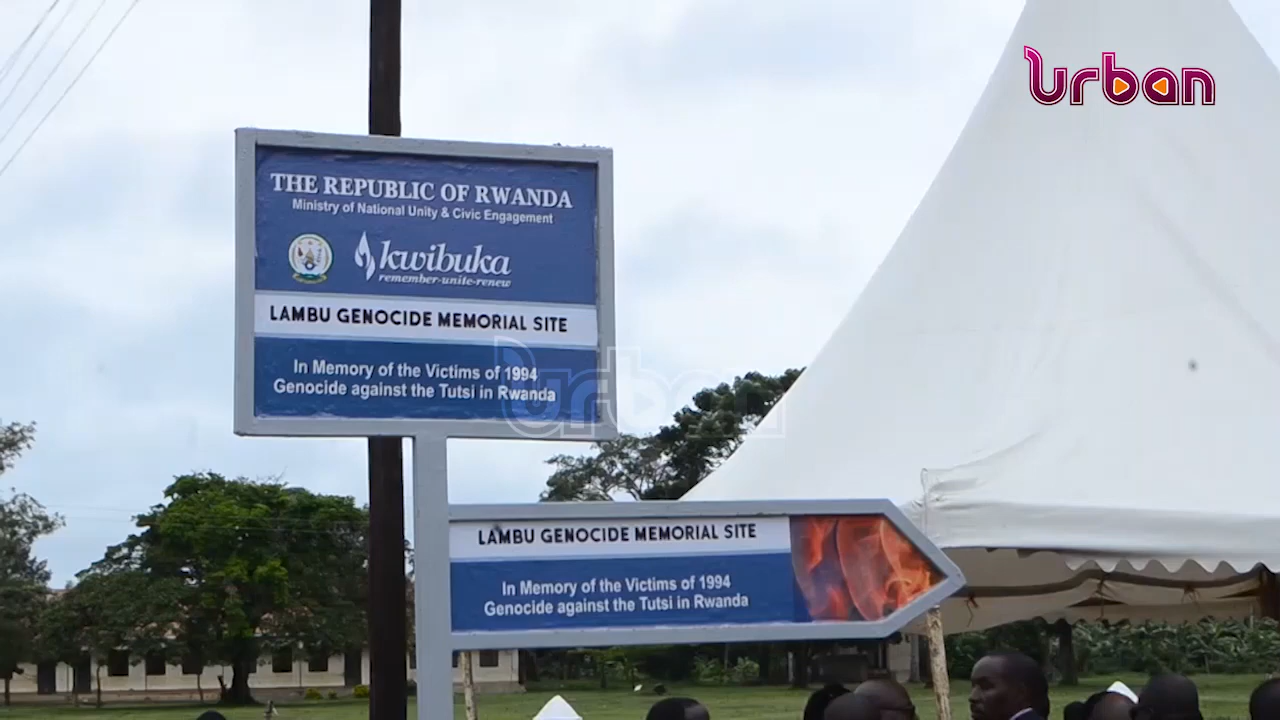 urban
THE REPUBLIC OF RWANDA
Ministry of National Unity & Civic Engagement
kwibuka
remember-unite-renew
LAMBU GENOCIDE MEMORIAL SITE
In Memory of the Victims of 1994
Genocide against the Tutsi in Rwanda
urban
LAMBU GENOCIDE MEMORIAL SITE
In Memory of the Victims of 1994
Genocide against the Tutsi in Rwanda